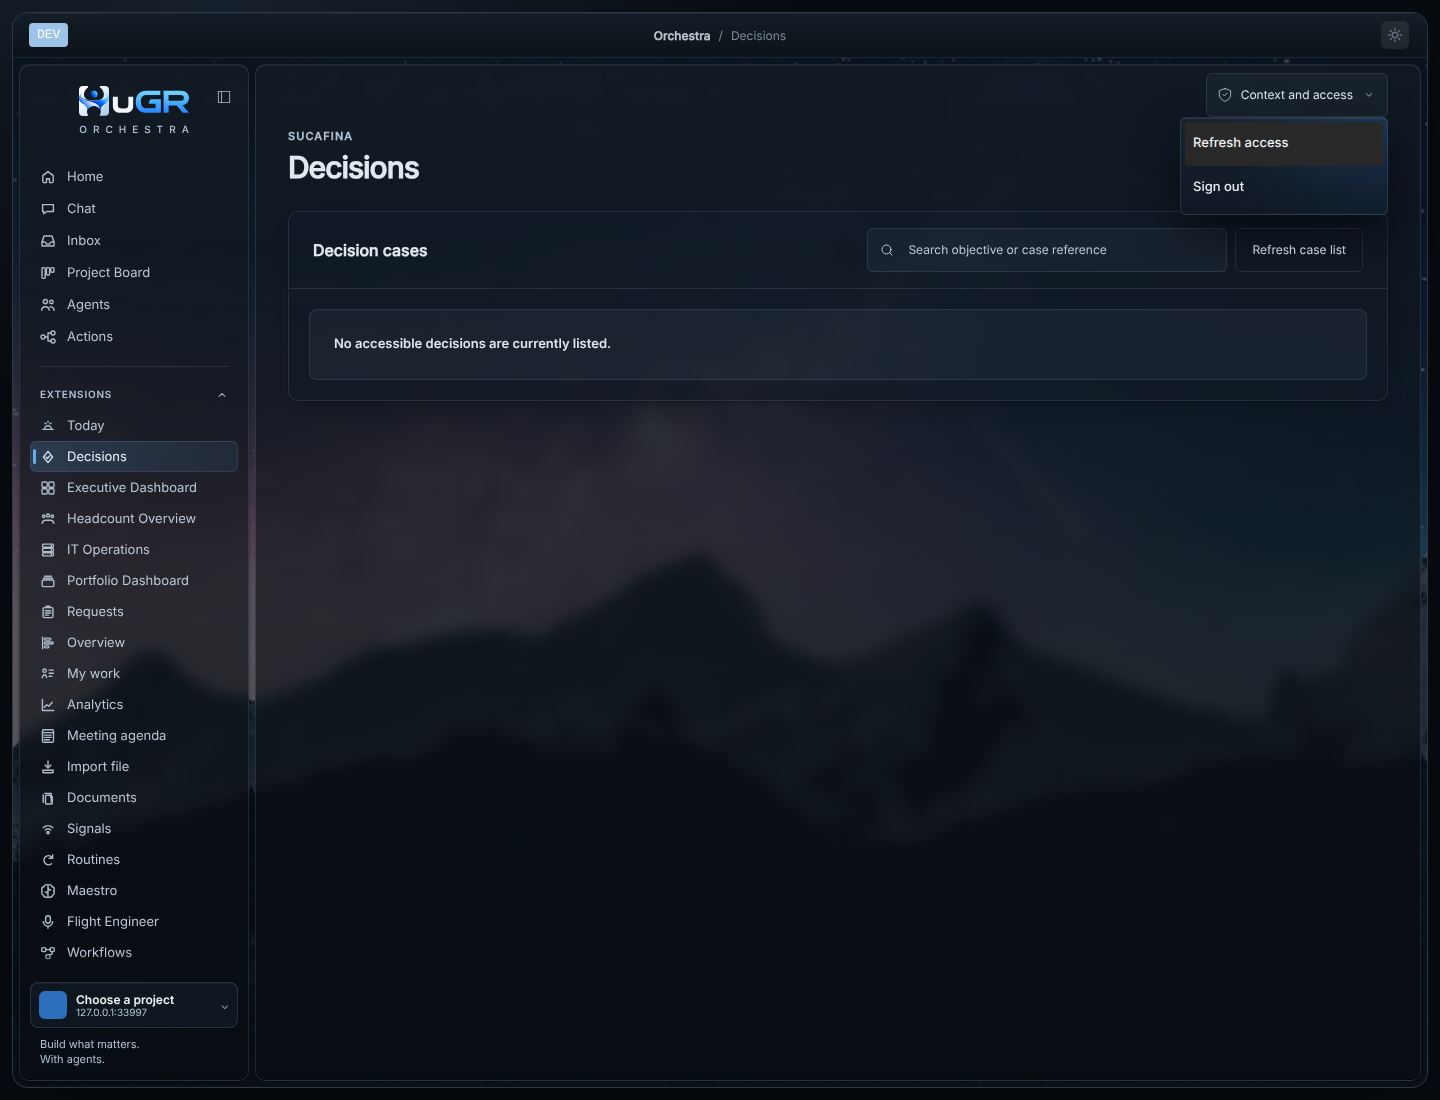 DEV
Orchestra / Decisions
HuGR
ORCHESTRA
Home
Chat
Inbox
Project Board
Agents
Actions
EXTENSIONS
Today
Decisions
Executive Dashboard
Headcount Overview
IT Operations
Portfolio Dashboard
Requests
Overview
My work
Analytics
Meeting agenda
Import file
Documents
Signals
Routines
Maestro
Flight Engineer
Workflows
Choose a project
127.0.0.1:33997
Build what matters.
With agents.
Context and access
Refresh access
Sign out
SUCAFINA
Decisions
Decision cases
Search objective or case reference
Refresh case list
No accessible decisions are currently listed.